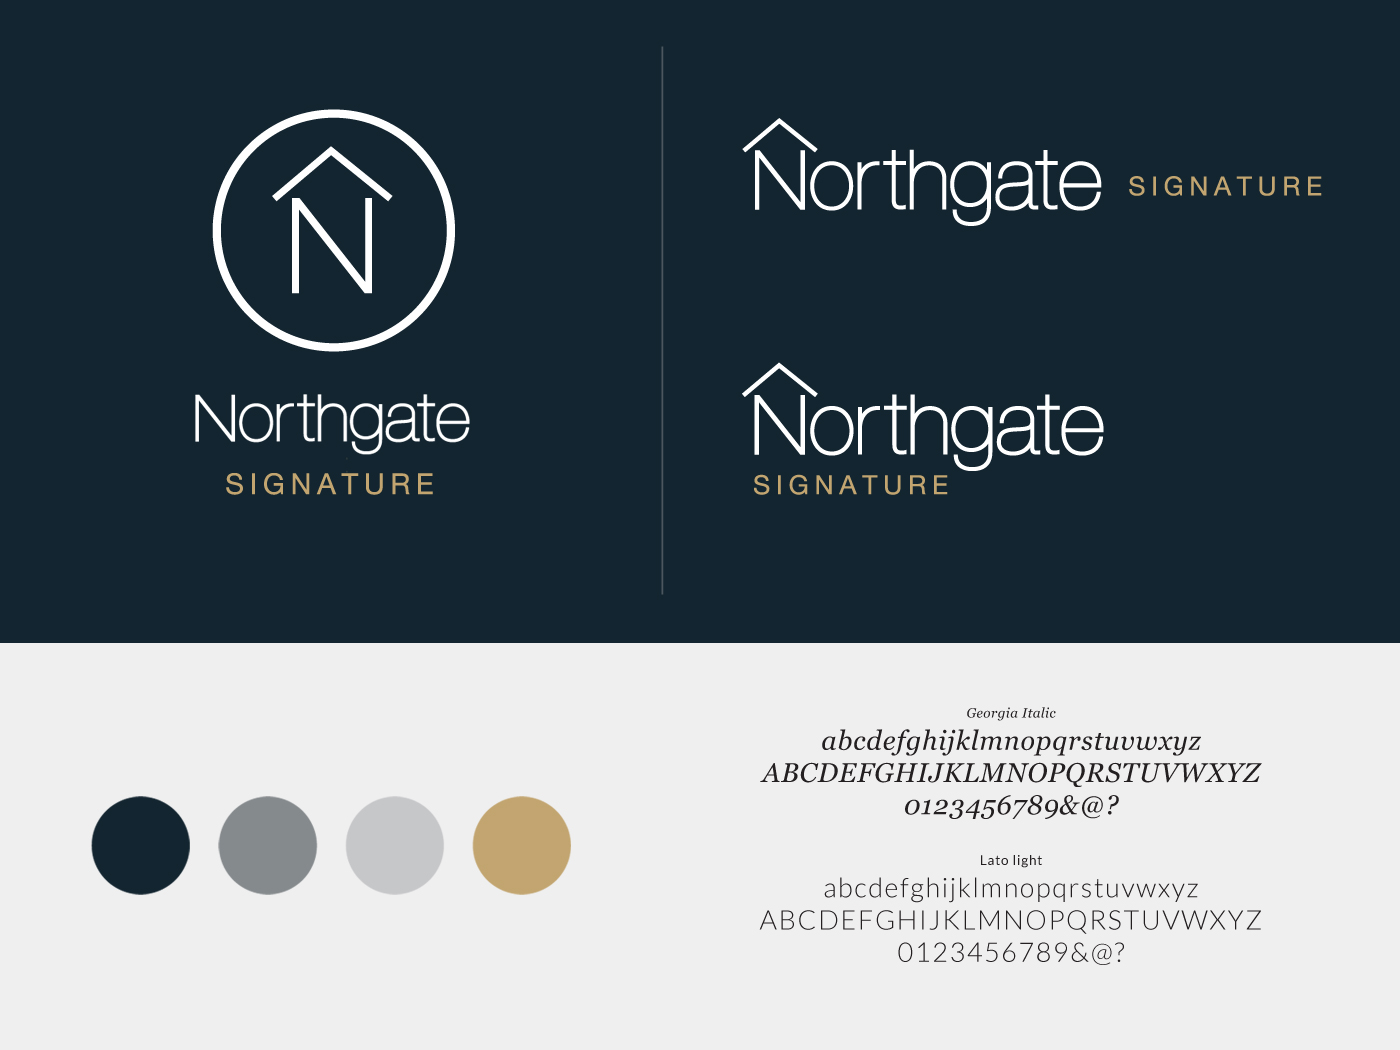 N
Northgate
SIGNATURE
Northgate SIGNATURE
Northgate
SIGNATURE
Georgia Italic
abcdefghijklmnopqrstuvwxyz
ABCDEFGHIJKLMNOPQRSTUVWXYZ
0123456789&@?
Lato light
abcdefghijklmnopqrstuvwxyz
ABCDEFGHIJKLMNOPQRSTUVWXYZ
0123456789&@?